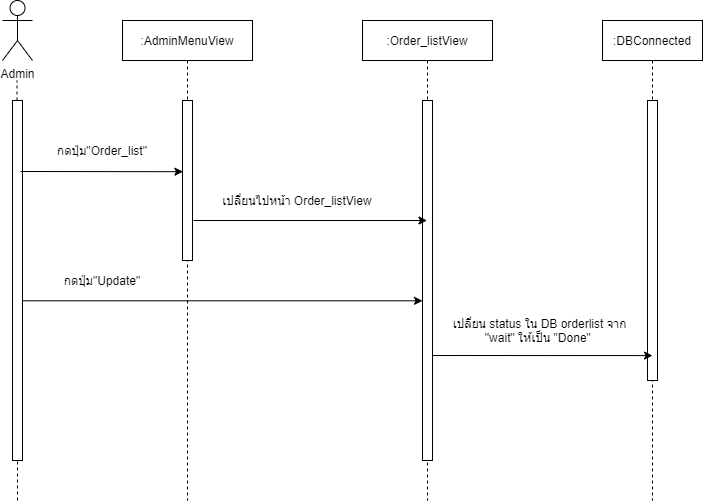 :AdminMenuView
:Order_listView
:DBConnected
Admin
กดปุ่ม"Order_list"
เปลี่ยนไปหน้า Order_listView
กดปุ่ม"Update"
เปลี่ยน status ใน DB orderlist จาก
"wait" ให้เป็น "Done"